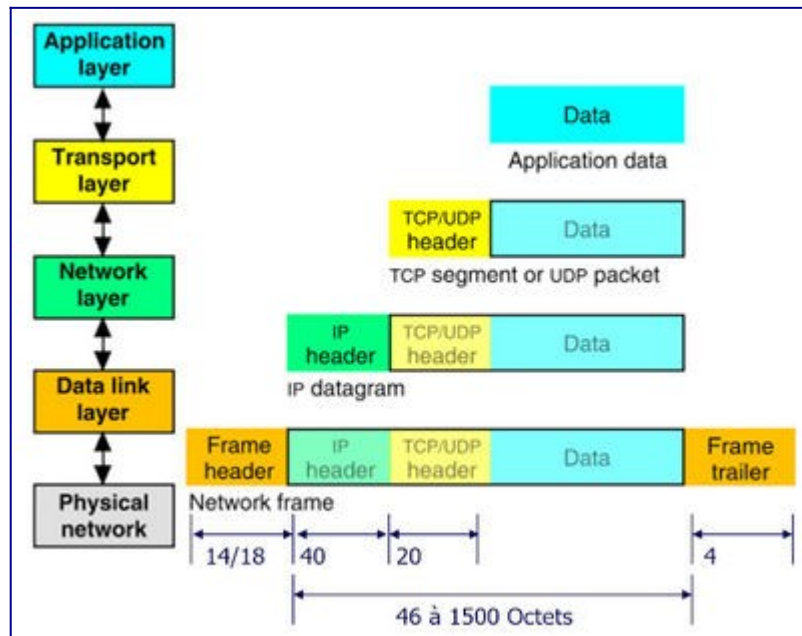 Application
layer
Data
Application data
Transport
layer
TCP/UDP
header
Data
TCP segment or UDP packet
Network
layer
IP
header
TCP/UDP
header
Data
IP datagram
Data link
layer
Frame
header
IP
header
TCP/UDP
header
Data
Frame
trailer
Physical
network
Network frame
14/18
40
20
4
46 à 1500 Octets